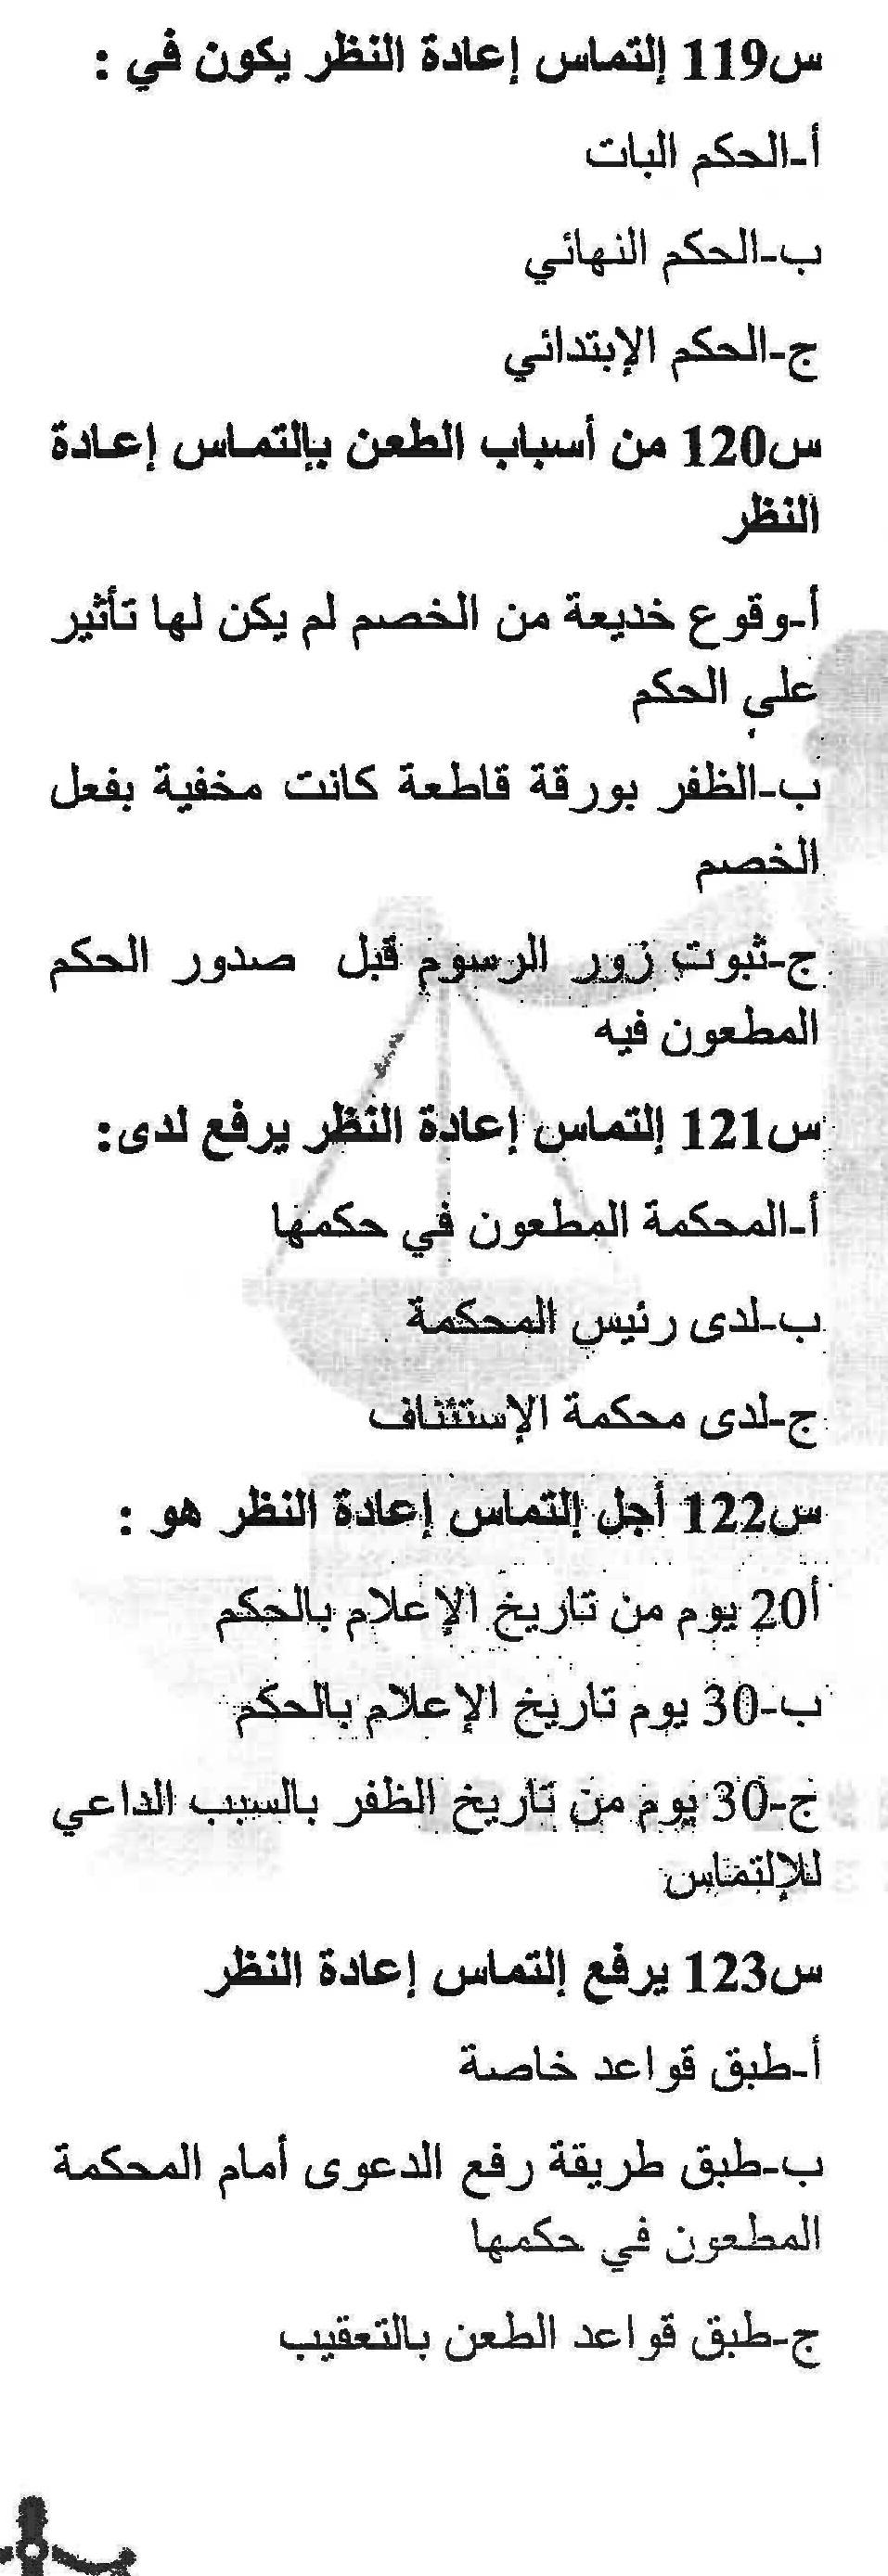 س119 إلتماس إعادة النظر يكون في :
أ-الحكم البات
ب-الحكم النهائي
ج-الحكم الإبتدائي
س120 من أسباب الطعن بإلتماس إعادة
النظر
أ-وقوع خديعة من الخصم لم يكن لها تأثير
على الحكم
ب-الظفر بورقة قاطعة كانت مخفية بفعل
الخصم
ج-ثبوت زور الرسوم قبل صدور الحكم
المطعون فيه
س121 إلتماس إعادة النظر يرفع لدى:
أ-المحكمة المطعون في حكمها
ب-لدى رئيس المحكمة
ج-لدى محكمة الإستئناف
س122 أجل إلتماس إعادة النظر هو :
أ20 يوم من تاريخ الإعلام بالحكم
ب-30 يوم تاريخ الإعلام بالحكم
ج-30 يوم من تاريخ الظفر بالسبب الداعي
للإلتماس
س123 يرفع إلتماس إعادة النظر
أ-طبق قواعد خاصة
ب-طبق طريقة رفع الدعوى أمام المحكمة
المطعون في حكمها
ج-طبق قواعد الطعن بالتعقيب